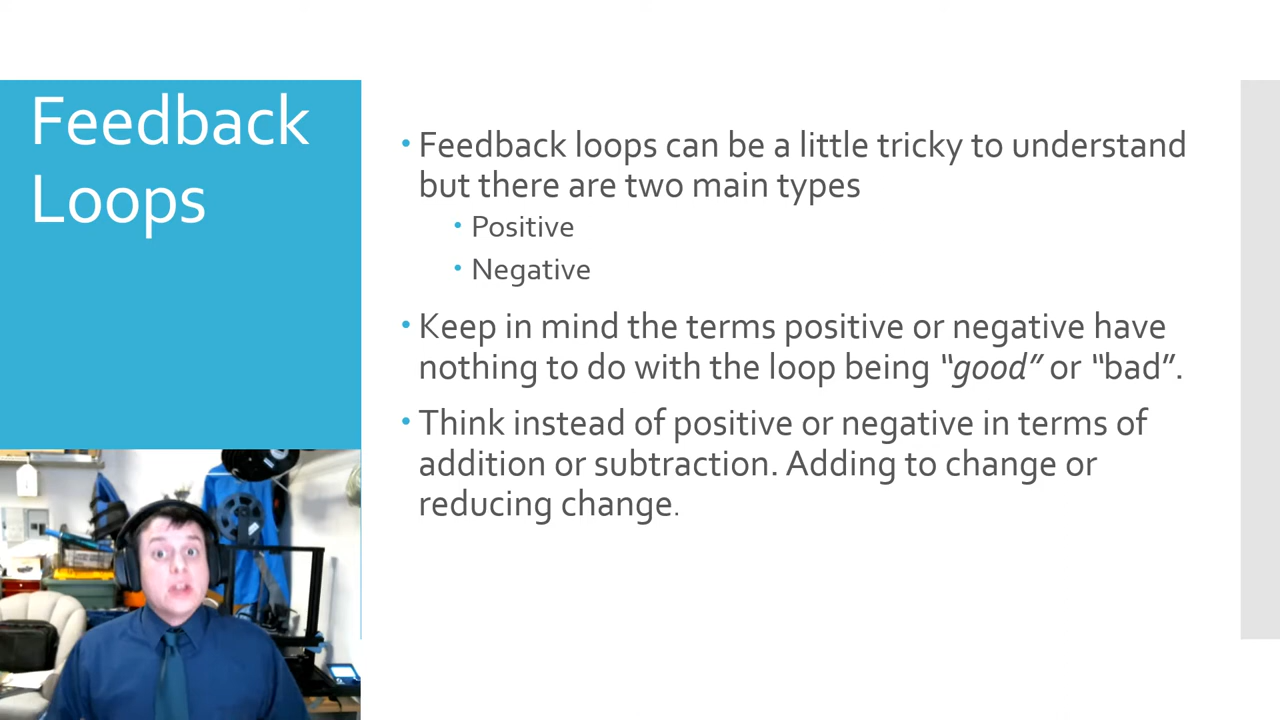 Feedback
Loops
• Feedback loops can be a little tricky to understand
but there are two main types
• Positive
• Negative
• Keep in mind the terms positive or negative have
nothing to do with the loop being “good” or “bad”.
• Think instead of positive or negative in terms of
addition or subtraction. Adding to change or
reducing change.